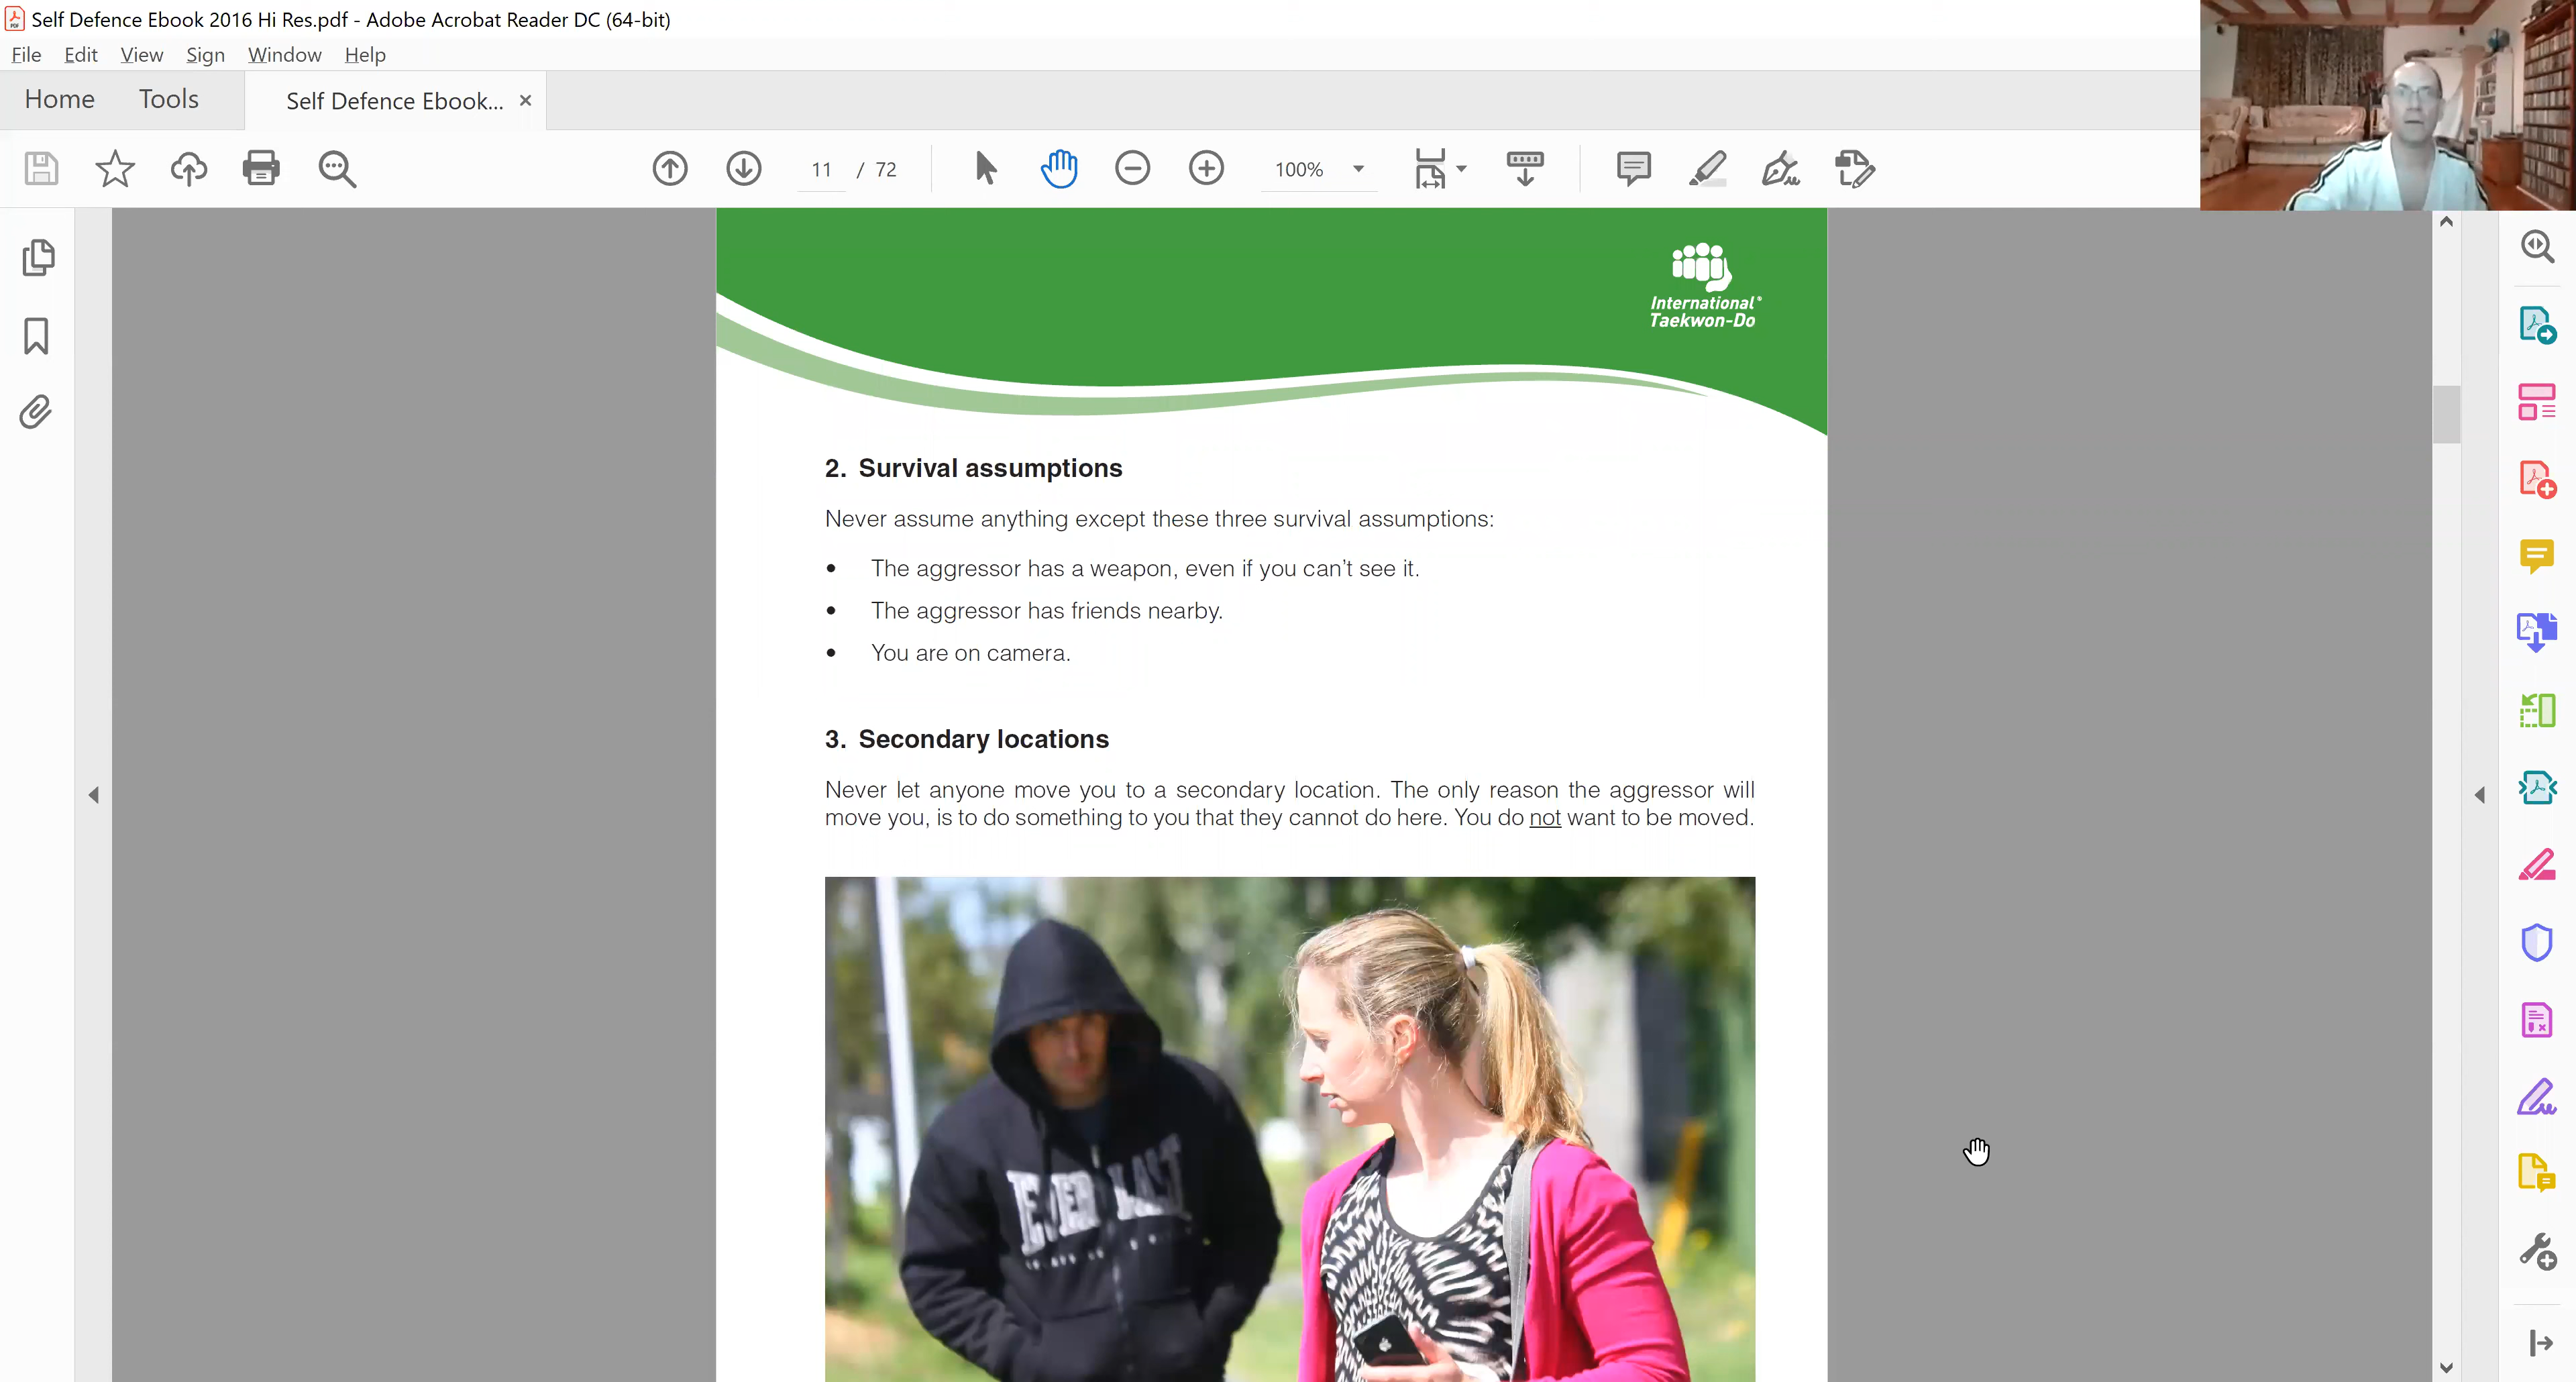 Self Defence Ebook 2016 Hi Res.pdf - Adobe Acrobat Reader DC (64-bit)
File Edit View Sign Window Help
Home Tools Self Defence Ebook... ×
11 / 72 100%
International®
Taekwon-Do
2. Survival assumptions
Never assume anything except these three survival assumptions:
• The aggressor has a weapon, even if you can't see it.
• The aggressor has friends nearby.
• You are on camera.
3. Secondary locations
Never let anyone move you to a secondary location. The only reason the aggressor will
move you, is to do something to you that they cannot do here. You do not want to be moved.
EVERLAST